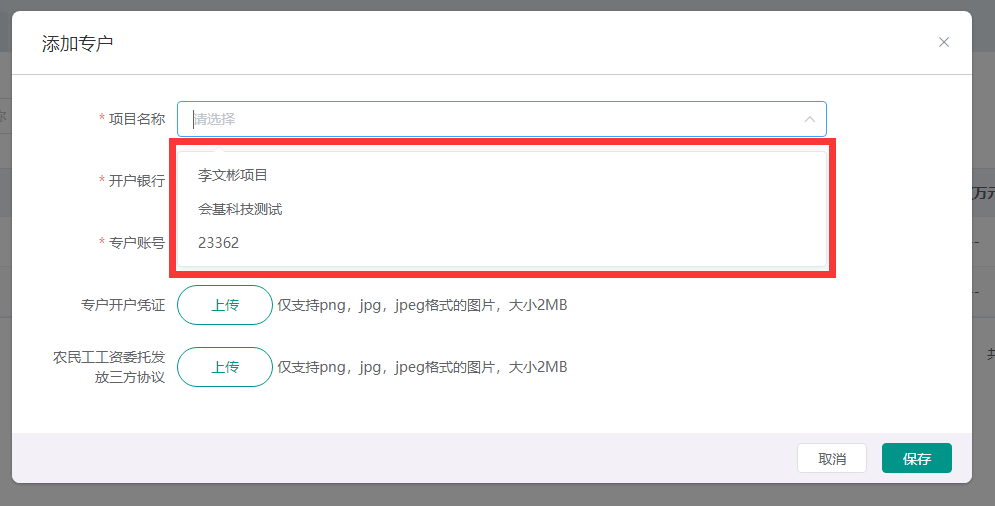 添加专户
* 项目名称 请选择
李文彬项目
* 开户银行
会基科技测试
* 专户账号 23362
专户开户凭证 上传 仅支持png，jpg，jpeg格式的图片，大小2MB
农民工工资委托发
放三方协议 上传 仅支持png，jpg，jpeg格式的图片，大小2MB
取消 保存
万元
--
--